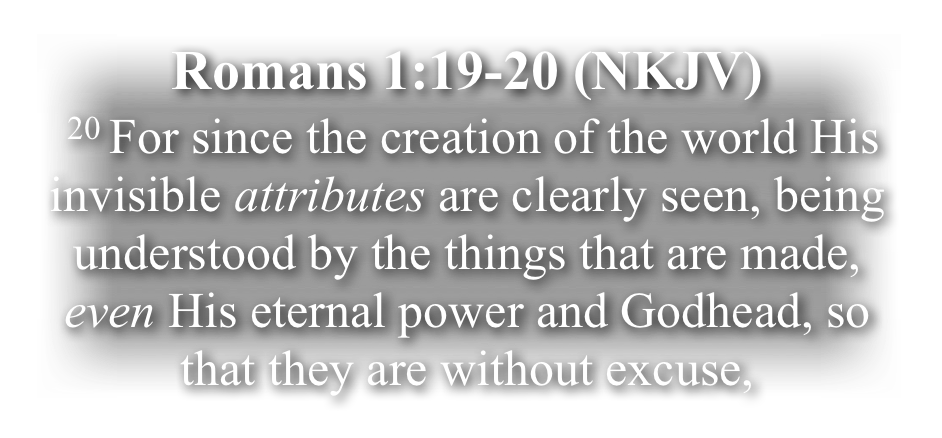 Romans 1:19-20 (NKJV)
20 For since the creation of the world His
invisible attributes are clearly seen, being
understood by the things that are made,
even His eternal power and Godhead, so
that they are without excuse,